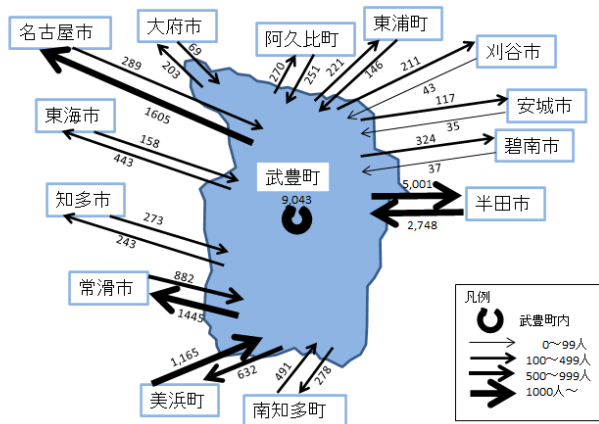 名古屋市
大府市
阿久比町
東浦町
刈谷市
安城市
碧南市
半田市
東海市
知多市
常滑市
美浜町
南知多町
武豊町
9,043
289
1605
69
203
270
251
221
146
211
43
117
35
324
37
5,001
2,748
158
443
273
243
882
1445
1,165
632
491
278
凡例
武豊町内
0～99人
100～499人
500～999人
1000人～